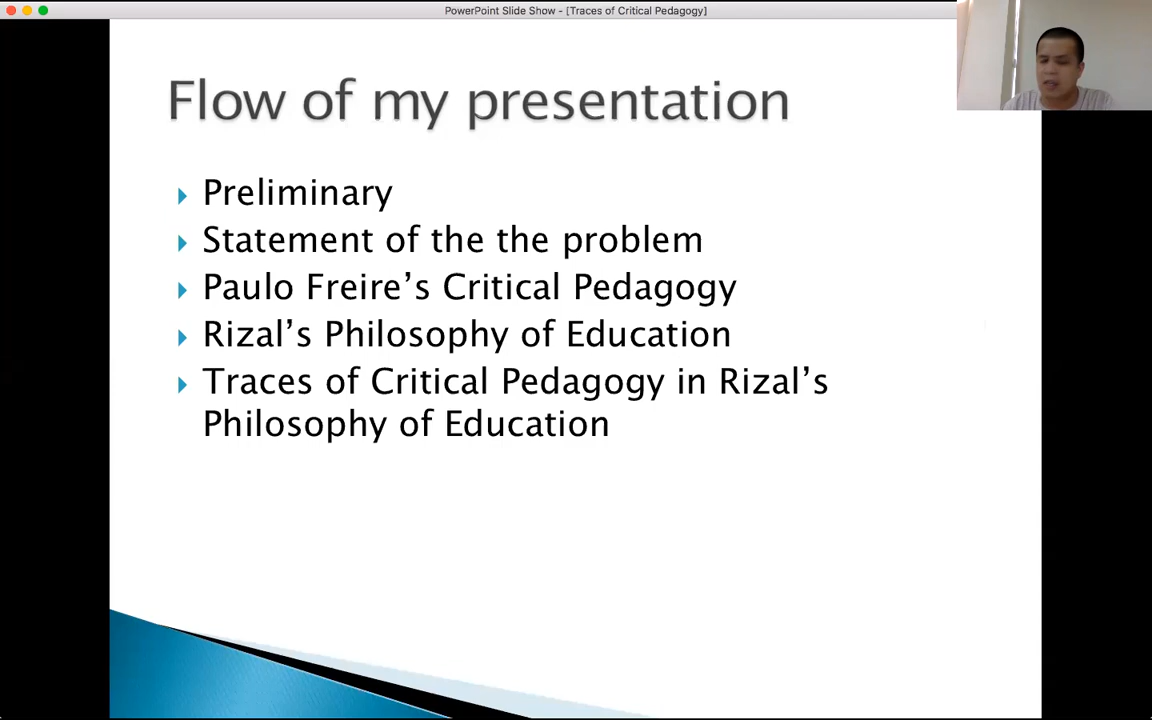 PowerPoint Slide Show - [Traces of Critical Pedagogy]
Flow of my presentation
Preliminary
Statement of the the problem
Paulo Freire’s Critical Pedagogy
Rizal’s Philosophy of Education
Traces of Critical Pedagogy in Rizal’s
Philosophy of Education